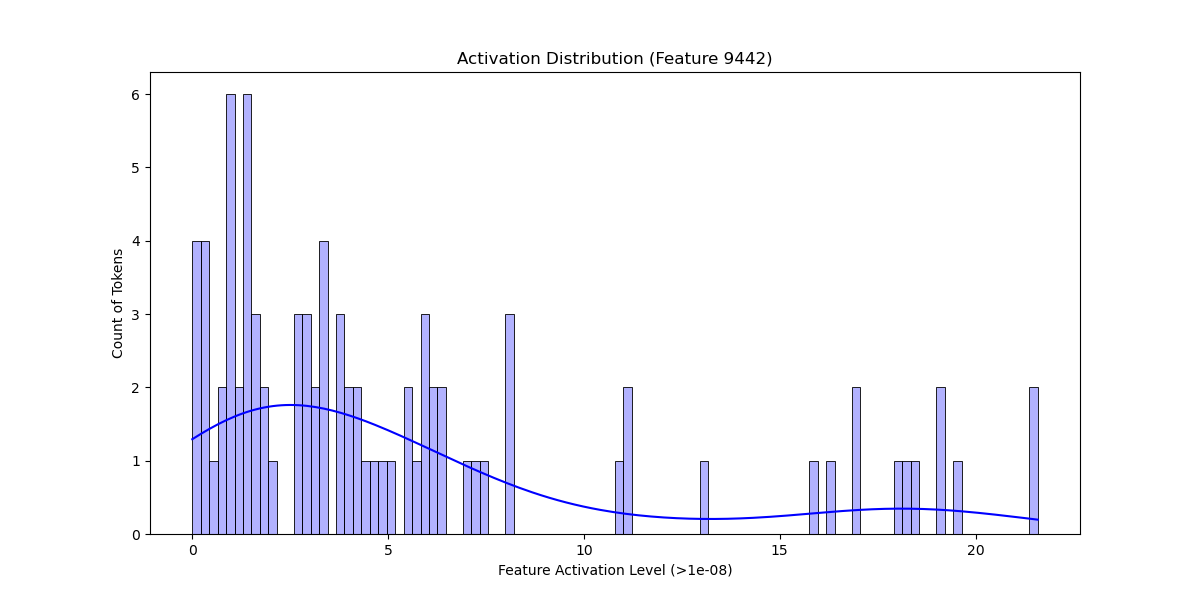 Activation Distribution (Feature 9442)
6
5
4
3
2
1
0
Count of Tokens
0 5 10 15 20
Feature Activation Level (>1e-08)